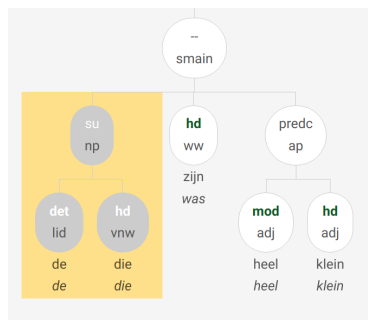 --
smain
su
np
hd
ww
zijn
was
predc
ap
det
lid
de
de
hd
vnw
die
die
mod
adj
heel
heel
hd
adj
klein
klein